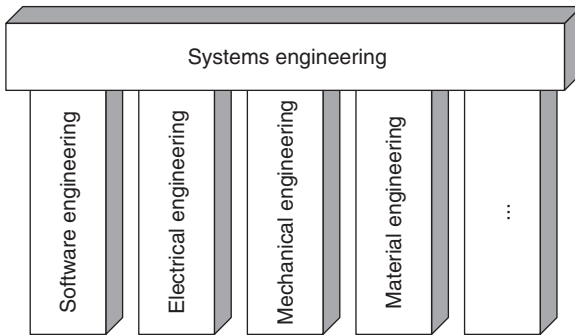 Systems engineering
Software engineering
Electrical engineering
Mechanical engineering
Material engineering
...